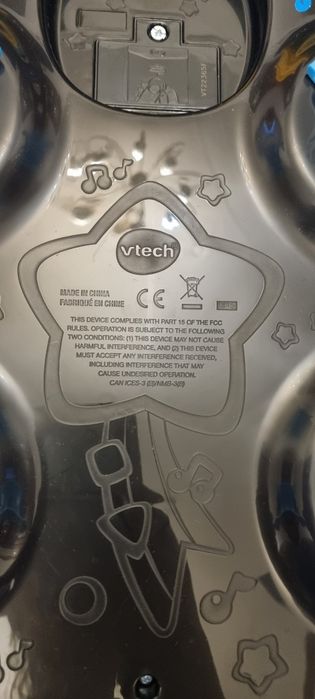 vtech
MADE IN CHINA
FABRIQUÉ EN CHINE
CE
THIS DEVICE COMPLIES WITH PART 15 OF THE FCC
RULES. OPERATION IS SUBJECT TO THE FOLLOWING
TWO CONDITIONS: (1) THIS DEVICE MAY NOT CAUSE
HARMFUL INTERFERENCE, AND (2) THIS DEVICE
MUST ACCEPT ANY INTERFERENCE RECEIVED,
INCLUDING INTERFERENCE THAT MAY
CAUSE UNDESIRED OPERATION.
CAN ICES-3 (B)/NMB-3(B)